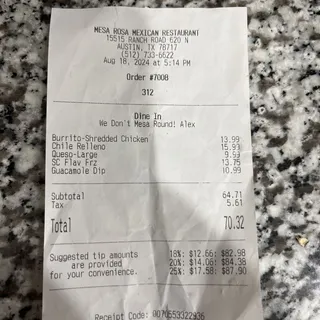 MESA ROSA MEXICAN RESTAURANT
15515 RANCH ROAD 620 N
AUSTIN, TX 78717
(512) 733-6622
Aug 18, 2024 at 5:14 PM
Order #7008
312
Dine In
We Don't Mesa Round! Alex
Burrito-Shredded Chicken 13.99
Chile Relleno 15.99
Queso-Large 9.99
SC Flav Frz 13.75
Guacamole Dip 10.99
Subtotal 64.71
Tax 5.61
Total 70.32
Suggested tip amounts are provided for your convenience.
18%: $12.66: $82.98
20%: $14.06: $84.38
25%: $17.58: $87.90
Receipt Code: 0070553322936